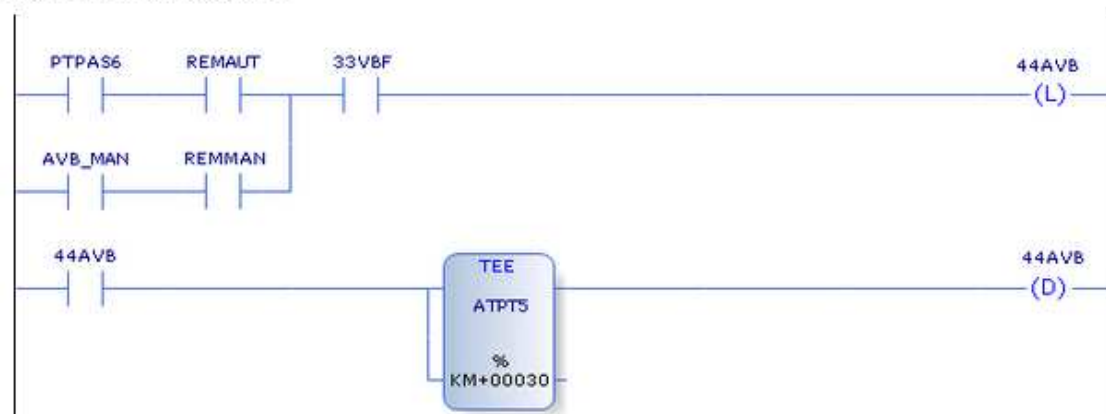 PTPAS6 REMAUT 33VBF 44AVB
(L)
AVB_MAN REMMAN
44AVB TEE 44AVB
(D)
ATPT5
%
KM+00030